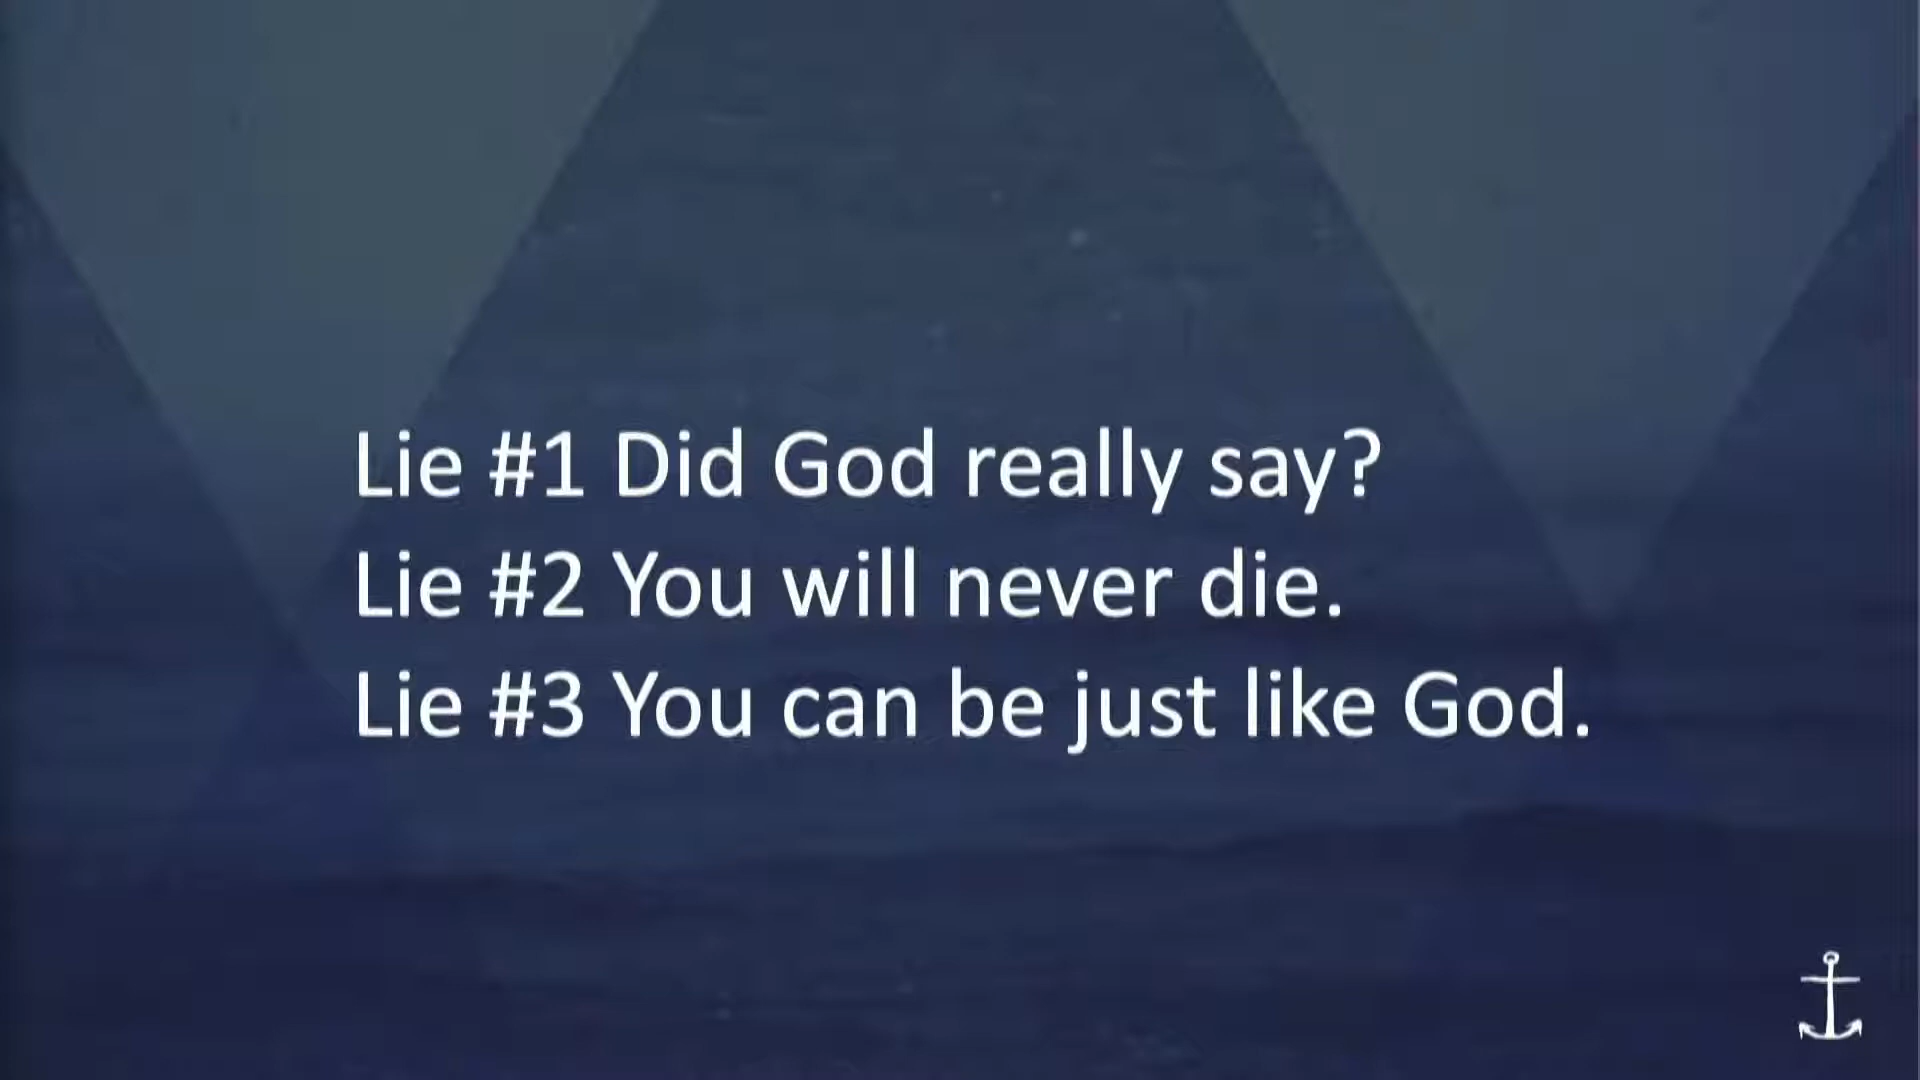 Lie #1 Did God really say?
Lie #2 You will never die.
Lie #3 You can be just like God.